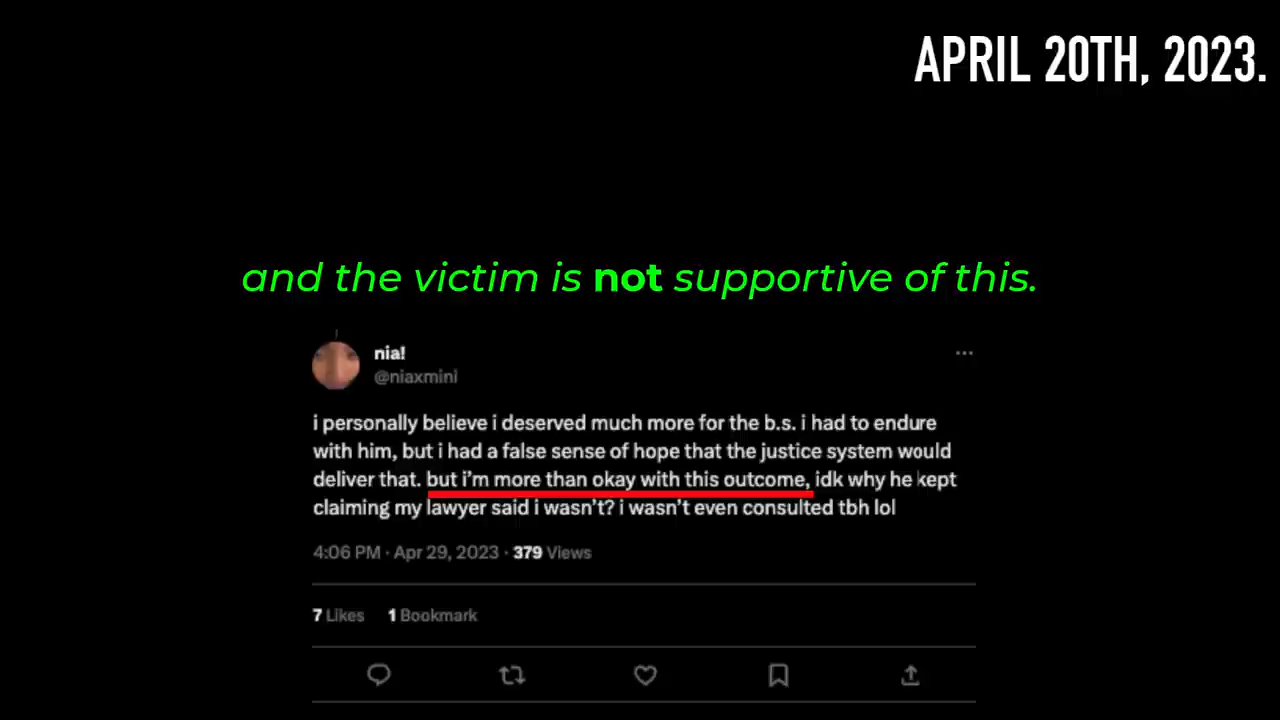 APRIL 20TH, 2023.
and the victim is not supportive of this.
nia!
@niaxmini
i personally believe i deserved much more for the b.s. i had to endure
with him, but i had a false sense of hope that the justice system would
deliver that. but i'm more than okay with this outcome, idk why he kept
claiming my lawyer said i wasn't? i wasn't even consulted tbh lol
4:06 PM · Apr 29, 2023 · 379 Views
7 Likes 1 Bookmark